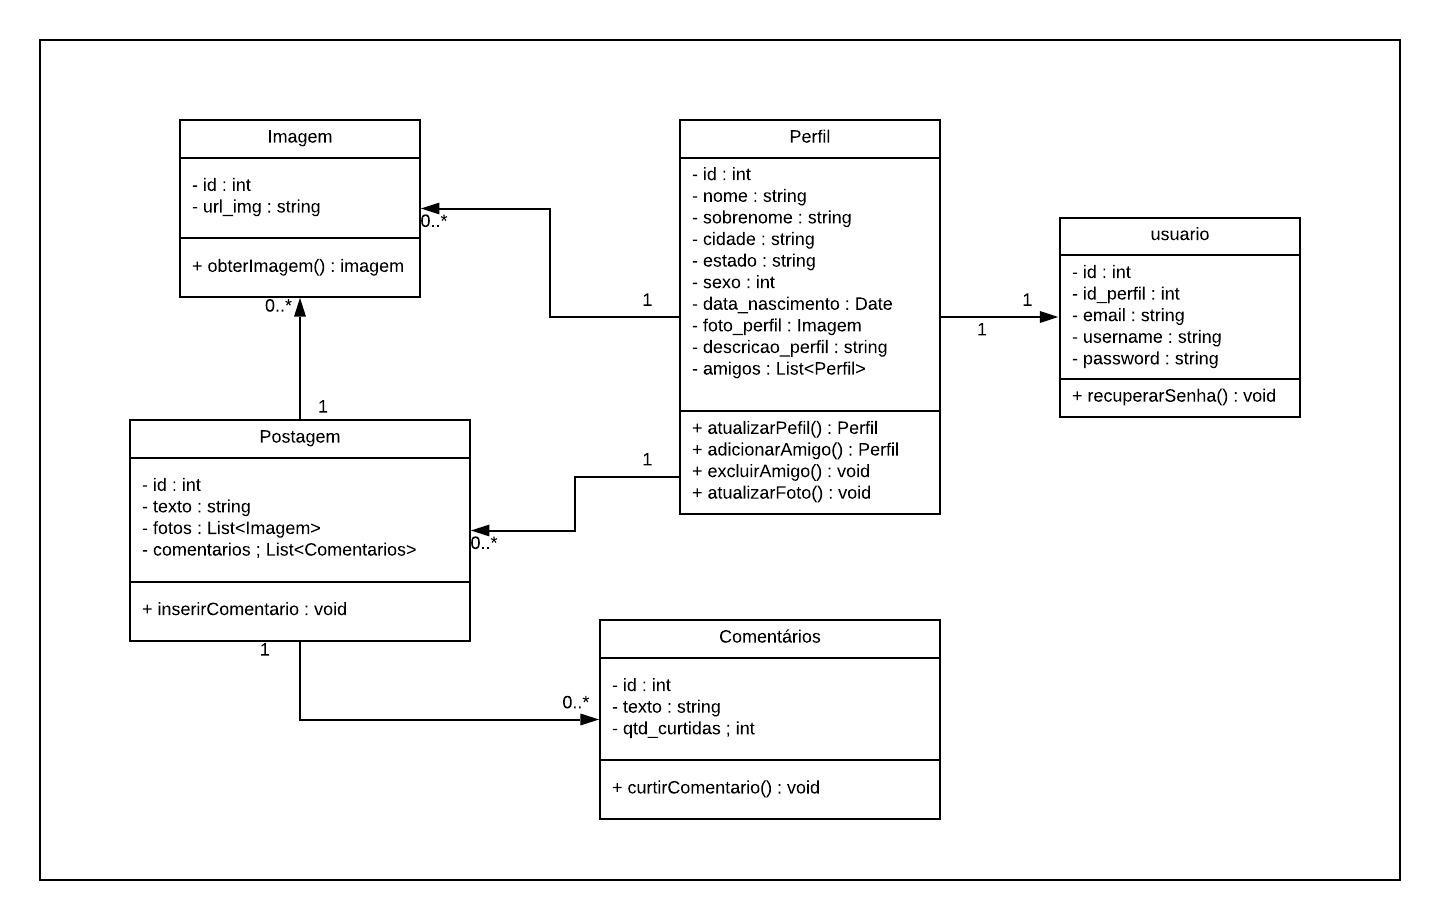 Imagem
- id : int
- url_img : string
+ obterImagem() : imagem
0..*
1
0..*
1
Perfil
- id : int
- nome : string
- sobrenome : string
- cidade : string
- estado : string
- sexo : int
- data_nascimento : Date
- foto_perfil : Imagem
- descricao_perfil : string
- amigos : List<Perfil>
+ atualizarPefil() : Perfil
+ adicionarAmigo() : Perfil
+ excluirAmigo() : void
+ atualizarFoto() : void
1
1
usuario
- id : int
- id_perfil : int
- email : string
- username : string
- password : string
+ recuperarSenha() : void
Postagem
- id : int
- texto : string
- fotos : List<Imagem>
- comentarios ; List<Comentarios>
+ inserirComentario : void
1
0..*
1
0..*
Comentários
- id : int
- texto : string
- qtd_curtidas ; int
+ curtirComentario() : void